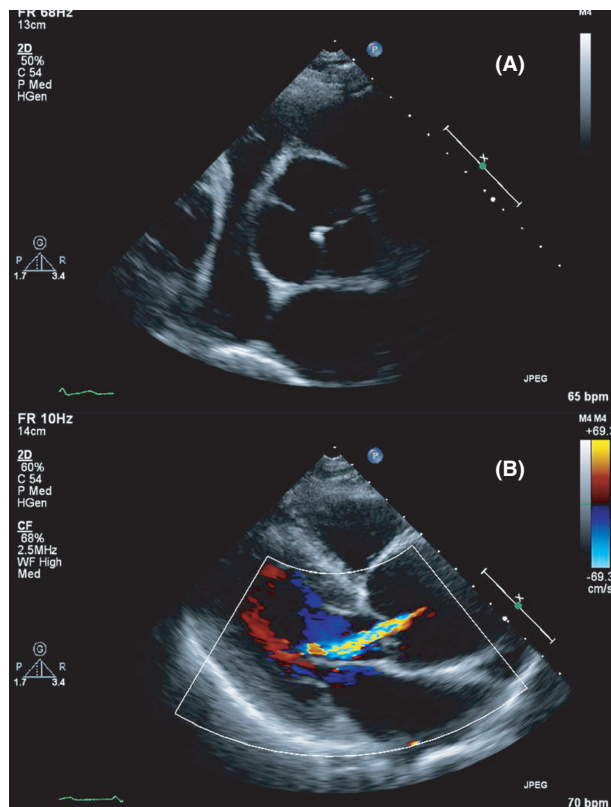 FR 68Hz
13cm
M4
2D
50%
C 54
P Med
HGen
(A)
P
X
G
P R
1.7 3.4
JPEG
65 bpm
FR 10Hz
14cm
M4 M4
+69.3
2D
60%
C 54
P Med
HGen
(B)
P
CF
68%
2.5MHz
WF High
Med
-69.3
cm/s
X
G
P R
1.7 3.4
JPEG
70 bpm